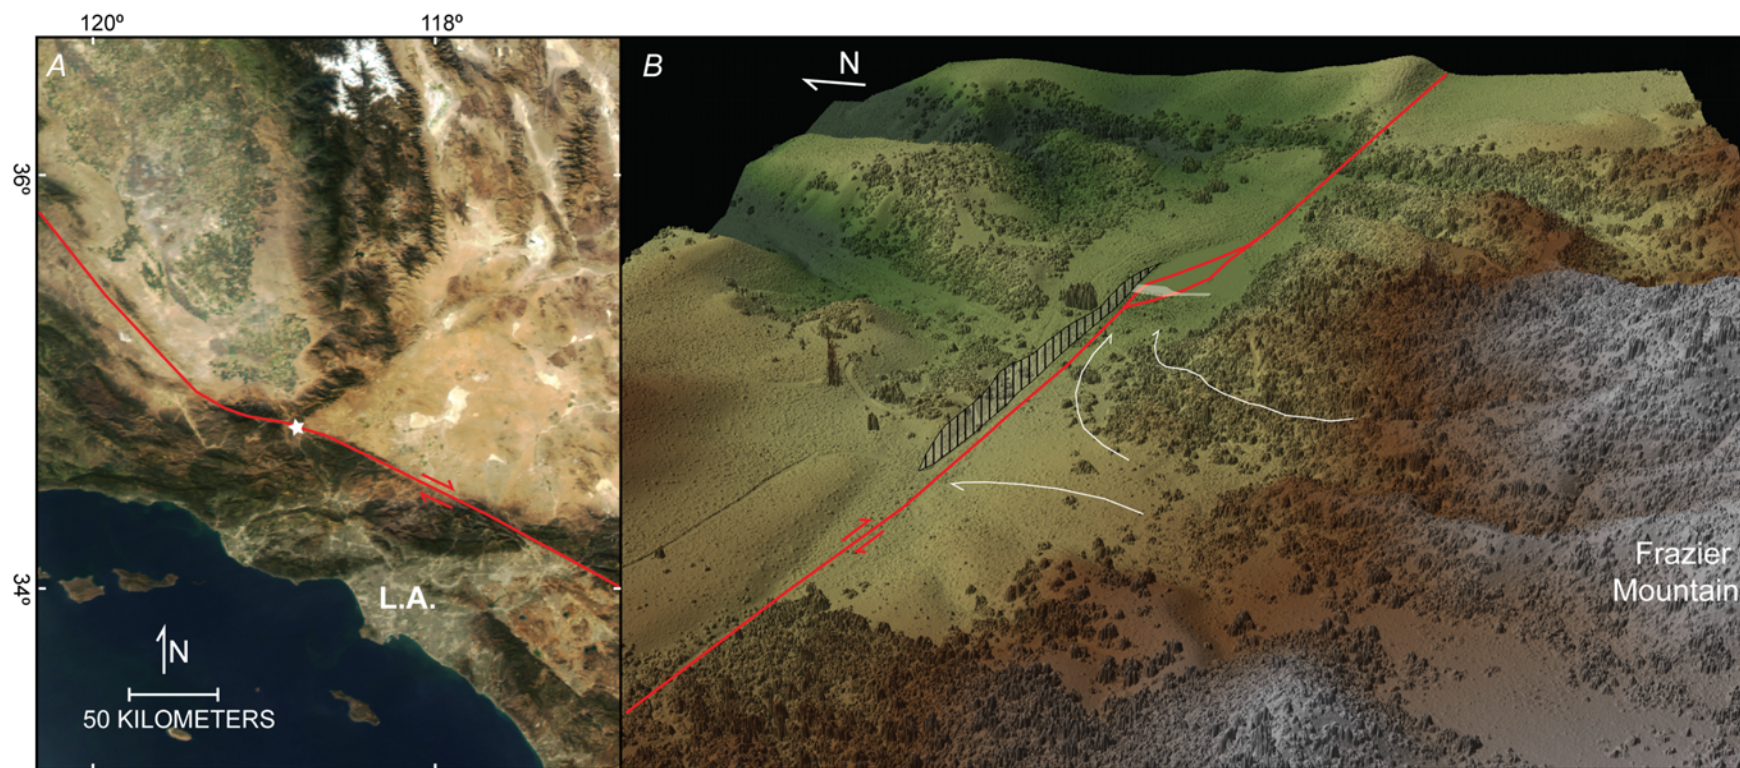 120º
118º
A
B
N
36º
34º
L.A.
N
50 KILOMETERS
Frazier
Mountain